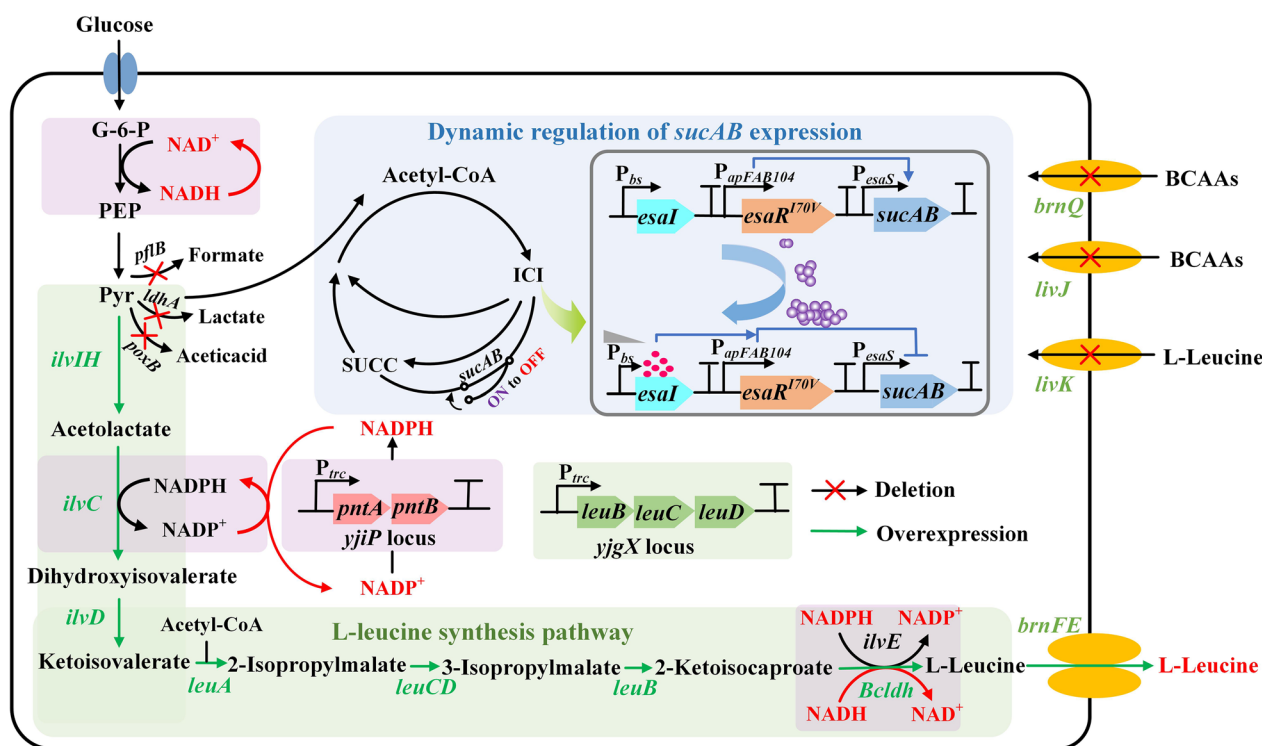 Glucose
G-6-P
NAD+
NADH
PEP
pflB
Formate
Pyr
ldhA
Lactate
poxB
Aceticacid
ilvIH
Acetolactate
ilvC
NADPH
NADP+
Dihydroxyisovalerate
ilvD
Ketoisovalerate
Dynamic regulation of sucAB expression
Acetyl-CoA
ICI
SUCC
sucAB
ON to OFF
Pbs
PapFAB104
PesaS
esaI
esaR I70V
sucAB
Pbs
PapFAB104
PesaS
esaI
esaR I70V
sucAB
BCAAs
brnQ
BCAAs
livJ
L-Leucine
livK
NADPH
Ptrc
pntA
pntB
yjiP locus
NADP+
Ptrc
leuB
leuC
leuD
yjgX locus
Deletion
Overexpression
L-leucine synthesis pathway
Acetyl-CoA
leuA
2-Isopropylmalate
leuCD
3-Isopropylmalate
leuB
2-Ketoisocaproate
NADPH
NADP+
ilvE
Bcldh
NADH
NAD+
L-Leucine
brnFE
L-Leucine